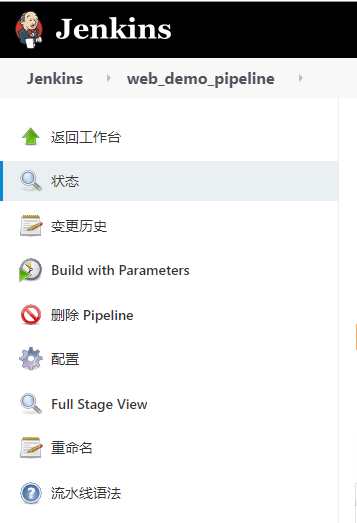 Jenkins
Jenkins web_demo_pipeline
返回工作台
状态
变更历史
Build with Parameters
删除 Pipeline
配置
Full Stage View
重命名
流水线语法